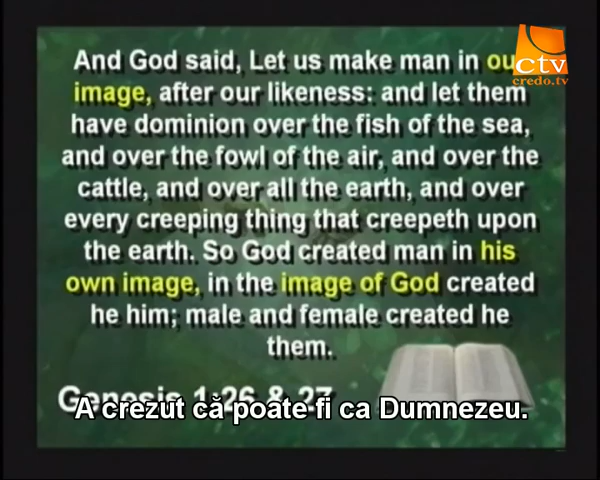 ctv
credo.tv
And God said, Let us make man in our
image, after our likeness: and let them
have dominion over the fish of the sea,
and over the fowl of the air, and over the
cattle, and over all the earth, and over
every creeping thing that creepeth upon
the earth. So God created man in his
own image, in the image of God created
he him; male and female created he
them.
Genesis 1:26 & 27
A crezut că poate fi ca Dumnezeu.